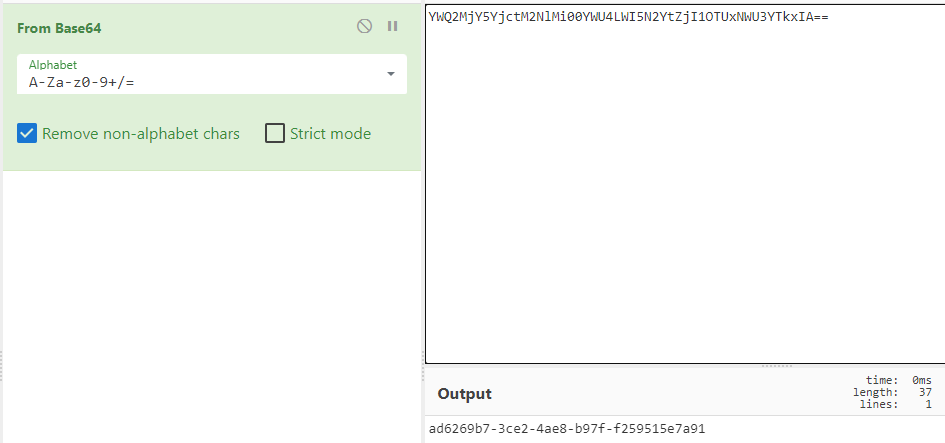 From Base64
Alphabet
A-Za-z0-9+/=
Remove non-alphabet chars
Strict mode
YWQ2MjY5YjctM2NlMi00YWU4LWI5N2YtZjI1OTUxNWU3YTkxIA==
Output
time: 0ms
length: 37
lines: 1
ad6269b7-3ce2-4ae8-b97f-f259515e7a91